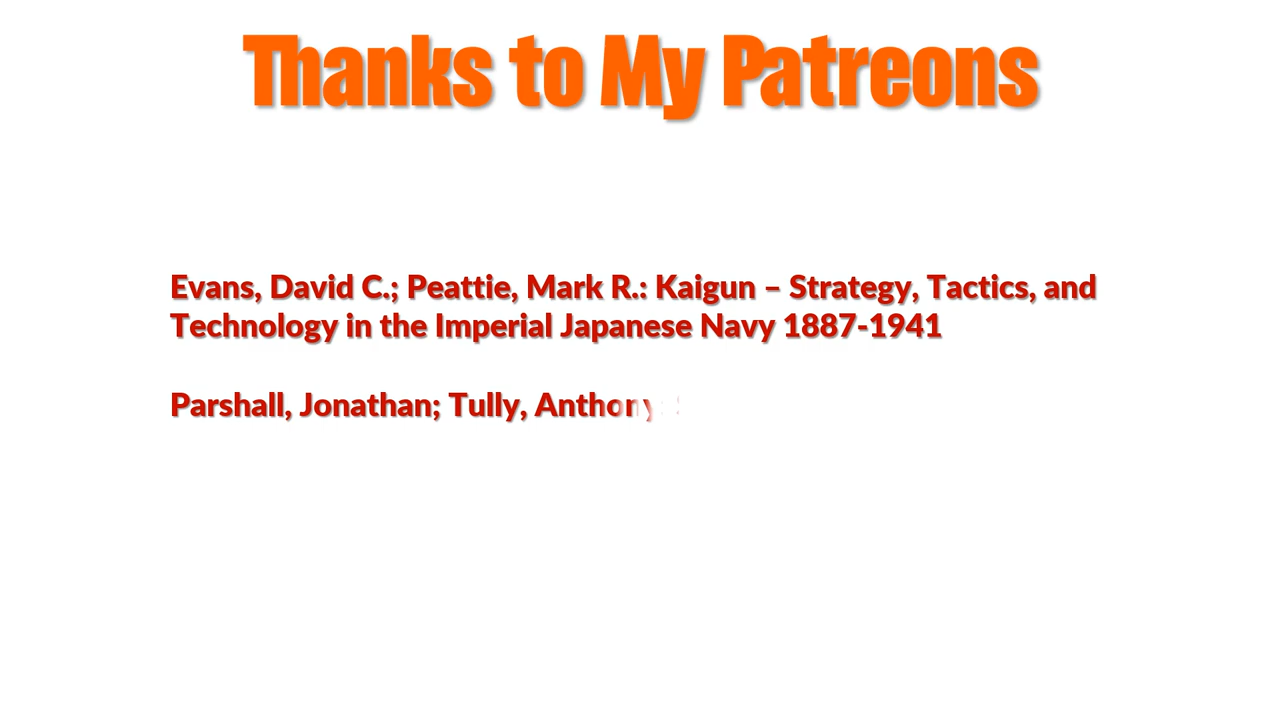 Thanks to My Patreons
Evans, David C.; Peattie, Mark R.: Kaigun – Strategy, Tactics, and
Technology in the Imperial Japanese Navy 1887-1941
Parshall, Jonathan; Tully, Anthony